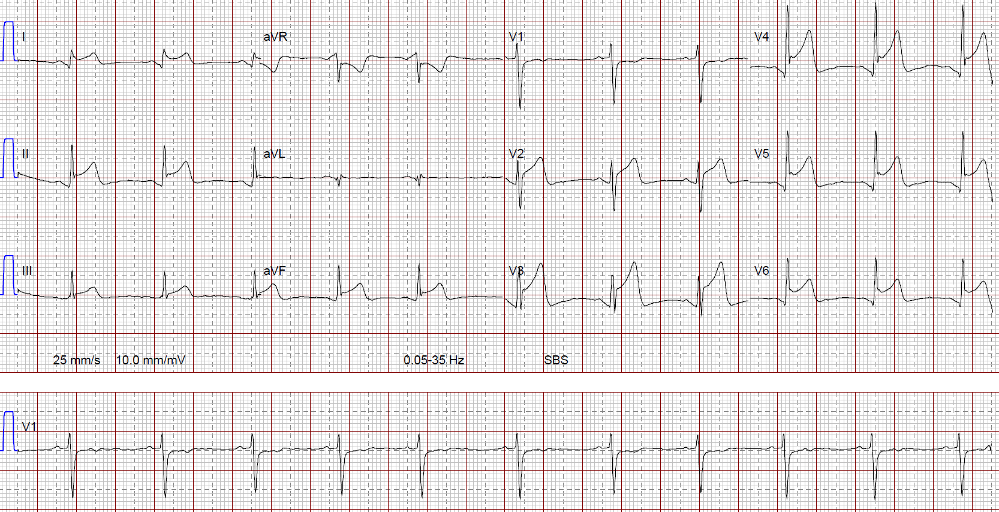 I aVR V1 V4
II aVL V2 V5
III aVF V3 V6
25 mm/s 10.0 mm/mV 0.05-35 Hz SBS
V1